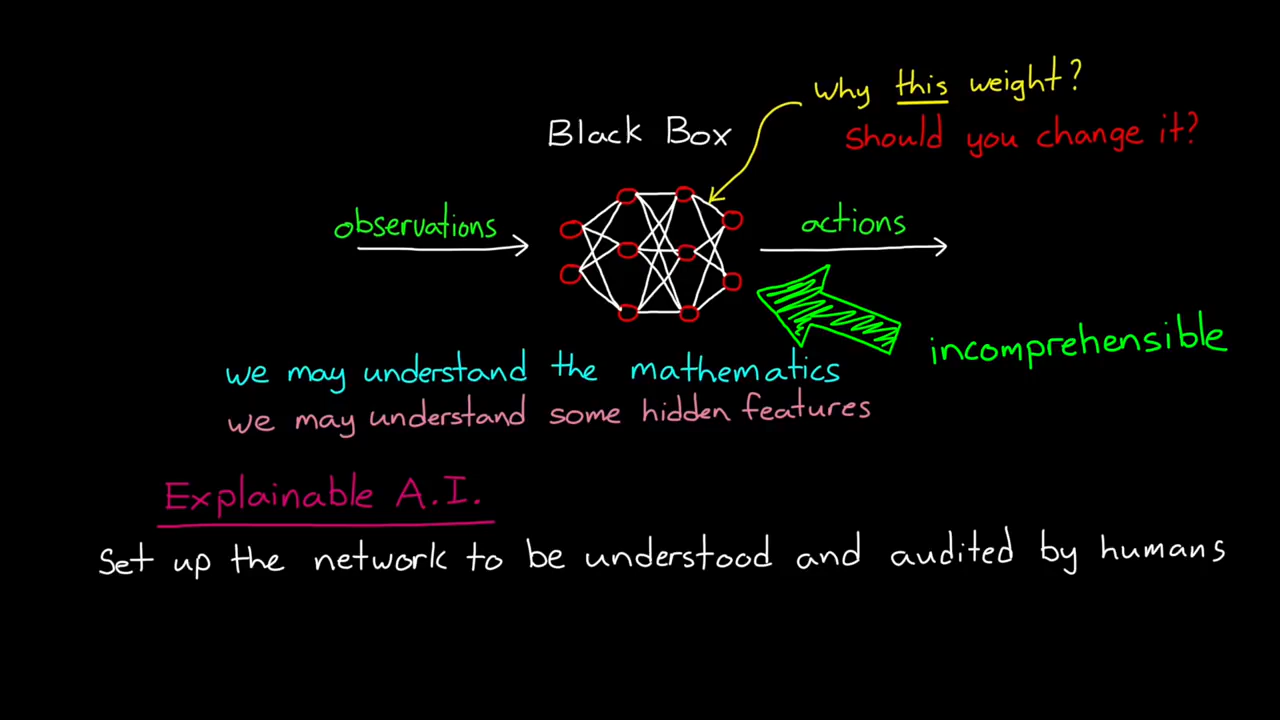 why this weight?
Black Box
should you change it?
observations
actions
incomprehensible
we may understand the mathematics
we may understand some hidden features
Explainable A.I.
Set up the network to be understood and audited by humans